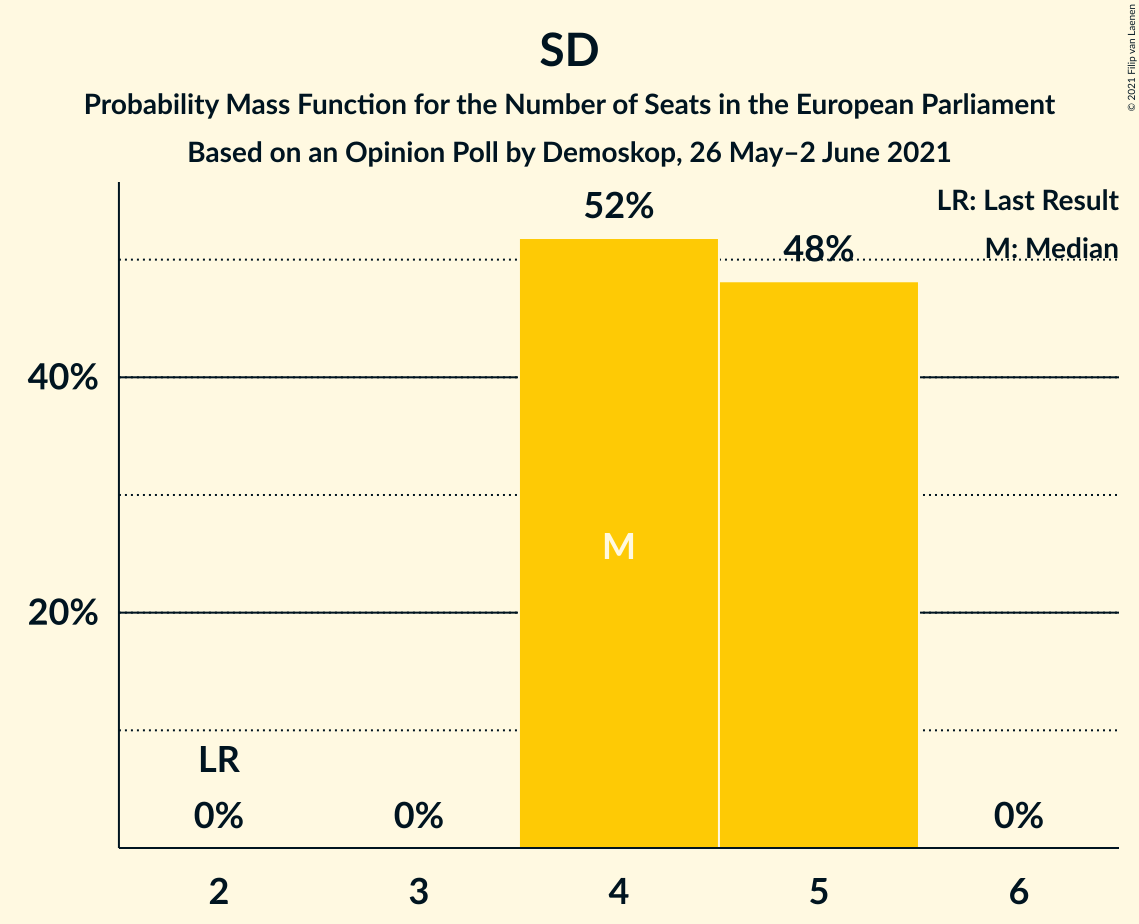 SD
Probability Mass Function for the Number of Seats in the European Parliament
Based on an Opinion Poll by Demoskop, 26 May–2 June 2021
© 2021 Filip van Laenen
LR: Last Result
M: Median
52%
48%
40%
20%
M
LR
0%
0%
0%
2
3
4
5
6